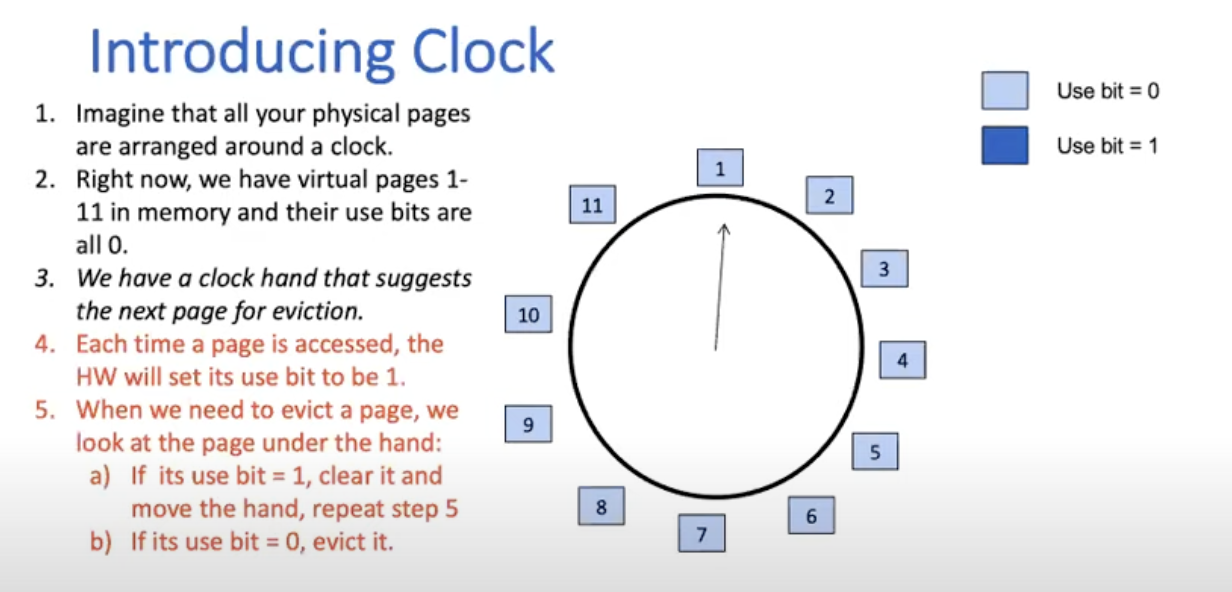 Introducing Clock
1. Imagine that all your physical pages
are arranged around a clock.
2. Right now, we have virtual pages 1-
11 in memory and their use bits are
all 0.
3. We have a clock hand that suggests
the next page for eviction.
4. Each time a page is accessed, the
HW will set its use bit to be 1.
5. When we need to evict a page, we
look at the page under the hand:
a) If its use bit = 1, clear it and
move the hand, repeat step 5
b) If its use bit = 0, evict it.
1
2
3
4
5
6
7
8
9
10
11
Use bit = 0
Use bit = 1